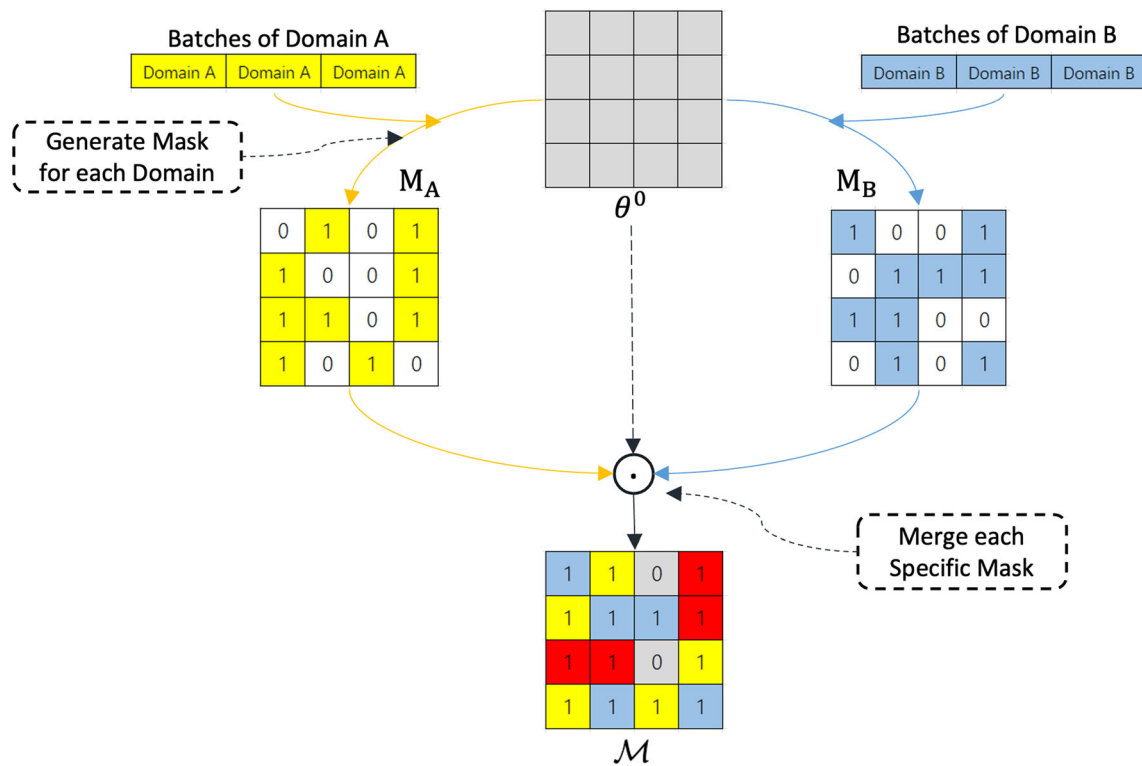 Batches of Domain A
Domain A Domain A Domain A
Batches of Domain B
Domain B Domain B Domain B
Generate Mask
for each Domain
θ⁰
M_A
0 1 0 1
1 0 0 1
1 1 0 1
1 0 1 0
M_B
1 0 0 1
0 1 1 1
1 1 0 0
0 1 0 1
Merge each
Specific Mask
1 1 0 1
1 1 1 1
1 1 0 1
1 1 1 1
ℳ